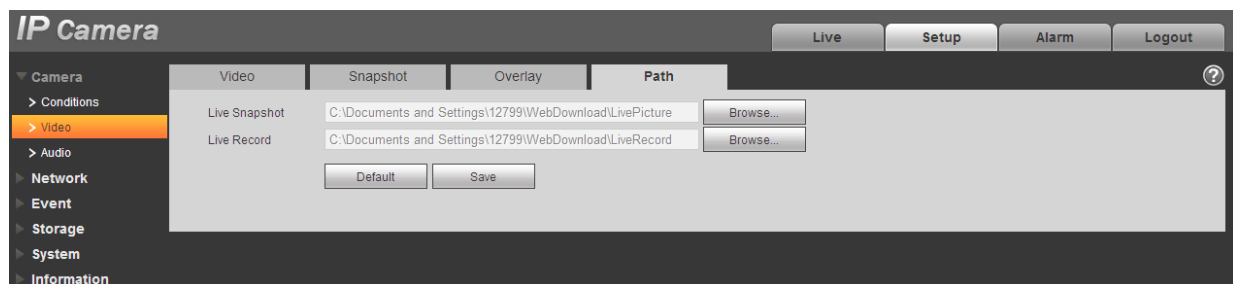 IP Camera
Live Setup Alarm Logout
Camera
Video Snapshot Overlay Path
?
> Conditions
Live Snapshot C:\Documents and Settings\12799\WebDownload\LivePicture Browse...
> Video
Live Record C:\Documents and Settings\12799\WebDownload\LiveRecord Browse...
> Audio
Network
Default Save
Event
Storage
System
Information